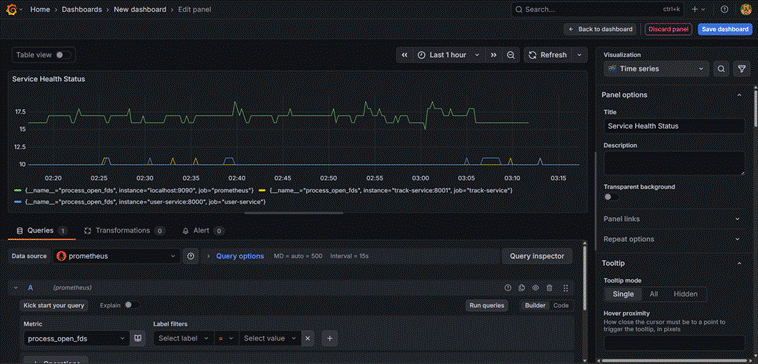 Home › Dashboards › New dashboard › Edit panel
Search... ctrl+k
Back to dashboard Discard panel Save dashboard
Table view
Last 1 hour Refresh
Visualization
Time series
Service Health Status
17.5
15
12.5
10
02:20 02:25 02:30 02:35 02:40 02:45 02:50 02:55 03:00 03:05 03:10 03:15
{__name__="process_open_fds", instance="localhost:9090", job="prometheus"} {__name__="process_open_fds", instance="track-service:8001", job="track-service"}
{__name__="process_open_fds", instance="user-service:8000", job="user-service"}
Panel options
Title
Service Health Status
Description
Transparent background
Panel links
Repeat options
Tooltip
Tooltip mode
Single All Hidden
Hover proximity
How close the cursor must be to a point
to trigger the tooltip, in pixels
Queries 1 Transformations 0 Alert 0
Data source prometheus Query options MD = auto = 500 Interval = 15s Query inspector
A (prometheus)
Kick start your query Explain Run queries Builder Code
Metric Label filters
process_open_fds Select label = Select value
+ Operations